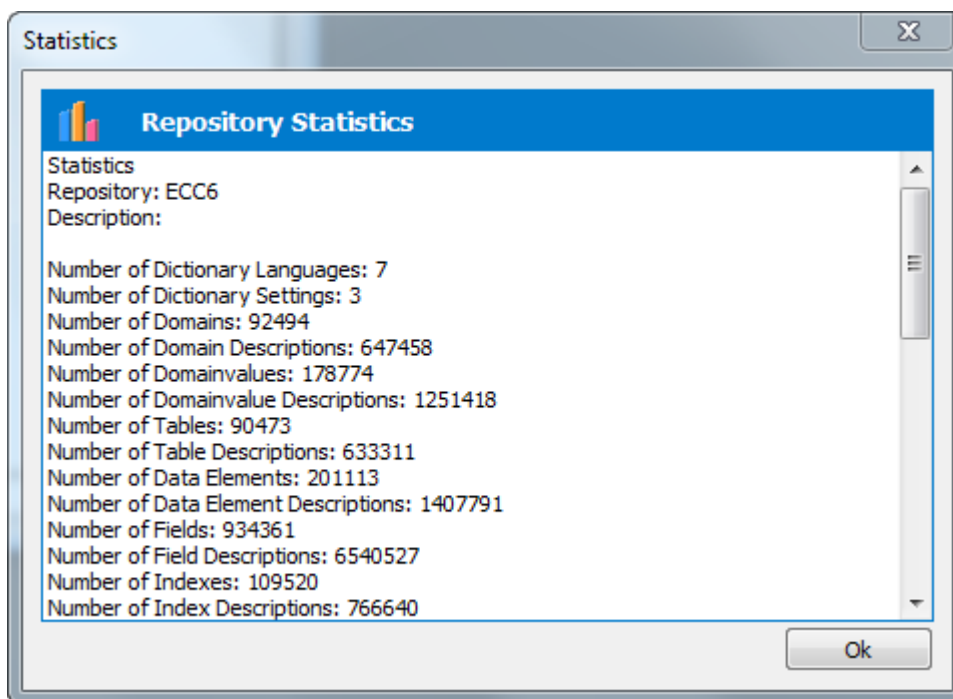 Statistics
Repository Statistics
Statistics
Repository: ECC6
Description:
Number of Dictionary Languages: 7
Number of Dictionary Settings: 3
Number of Domains: 92494
Number of Domain Descriptions: 647458
Number of Domainvalues: 178774
Number of Domainvalue Descriptions: 1251418
Number of Tables: 90473
Number of Table Descriptions: 633311
Number of Data Elements: 201113
Number of Data Element Descriptions: 1407791
Number of Fields: 934361
Number of Field Descriptions: 6540527
Number of Indexes: 109520
Number of Index Descriptions: 766640
Ok